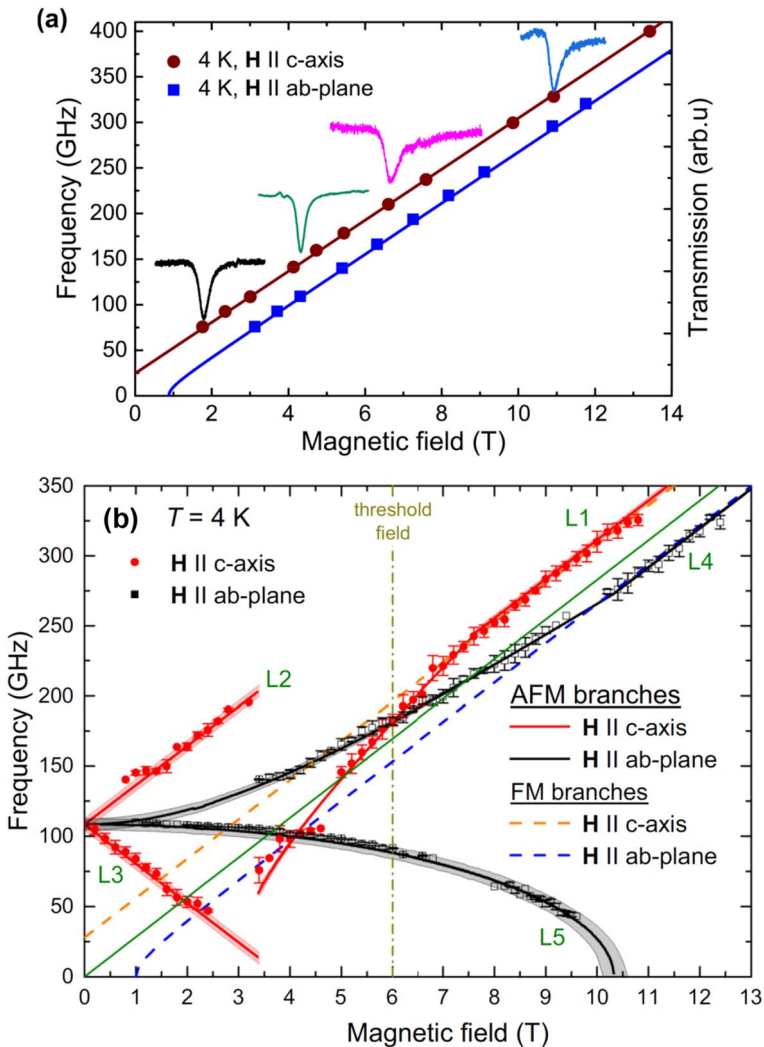 (a)
400
350
300
250
200
150
100
50
0
Frequency (GHz)
4 K, H II c-axis
4 K, H II ab-plane
Transmission (arb.u)
0 2 4 6 8 10 12 14
Magnetic field (T)
(b)
T = 4 K
H II c-axis
H II ab-plane
threshold
field
L1
L4
L2
L3
L5
AFM branches
H II c-axis
H II ab-plane
FM branches
H II c-axis
H II ab-plane
350
300
250
200
150
100
50
0
Frequency (GHz)
0 1 2 3 4 5 6 7 8 9 10 11 12 13
Magnetic field (T)